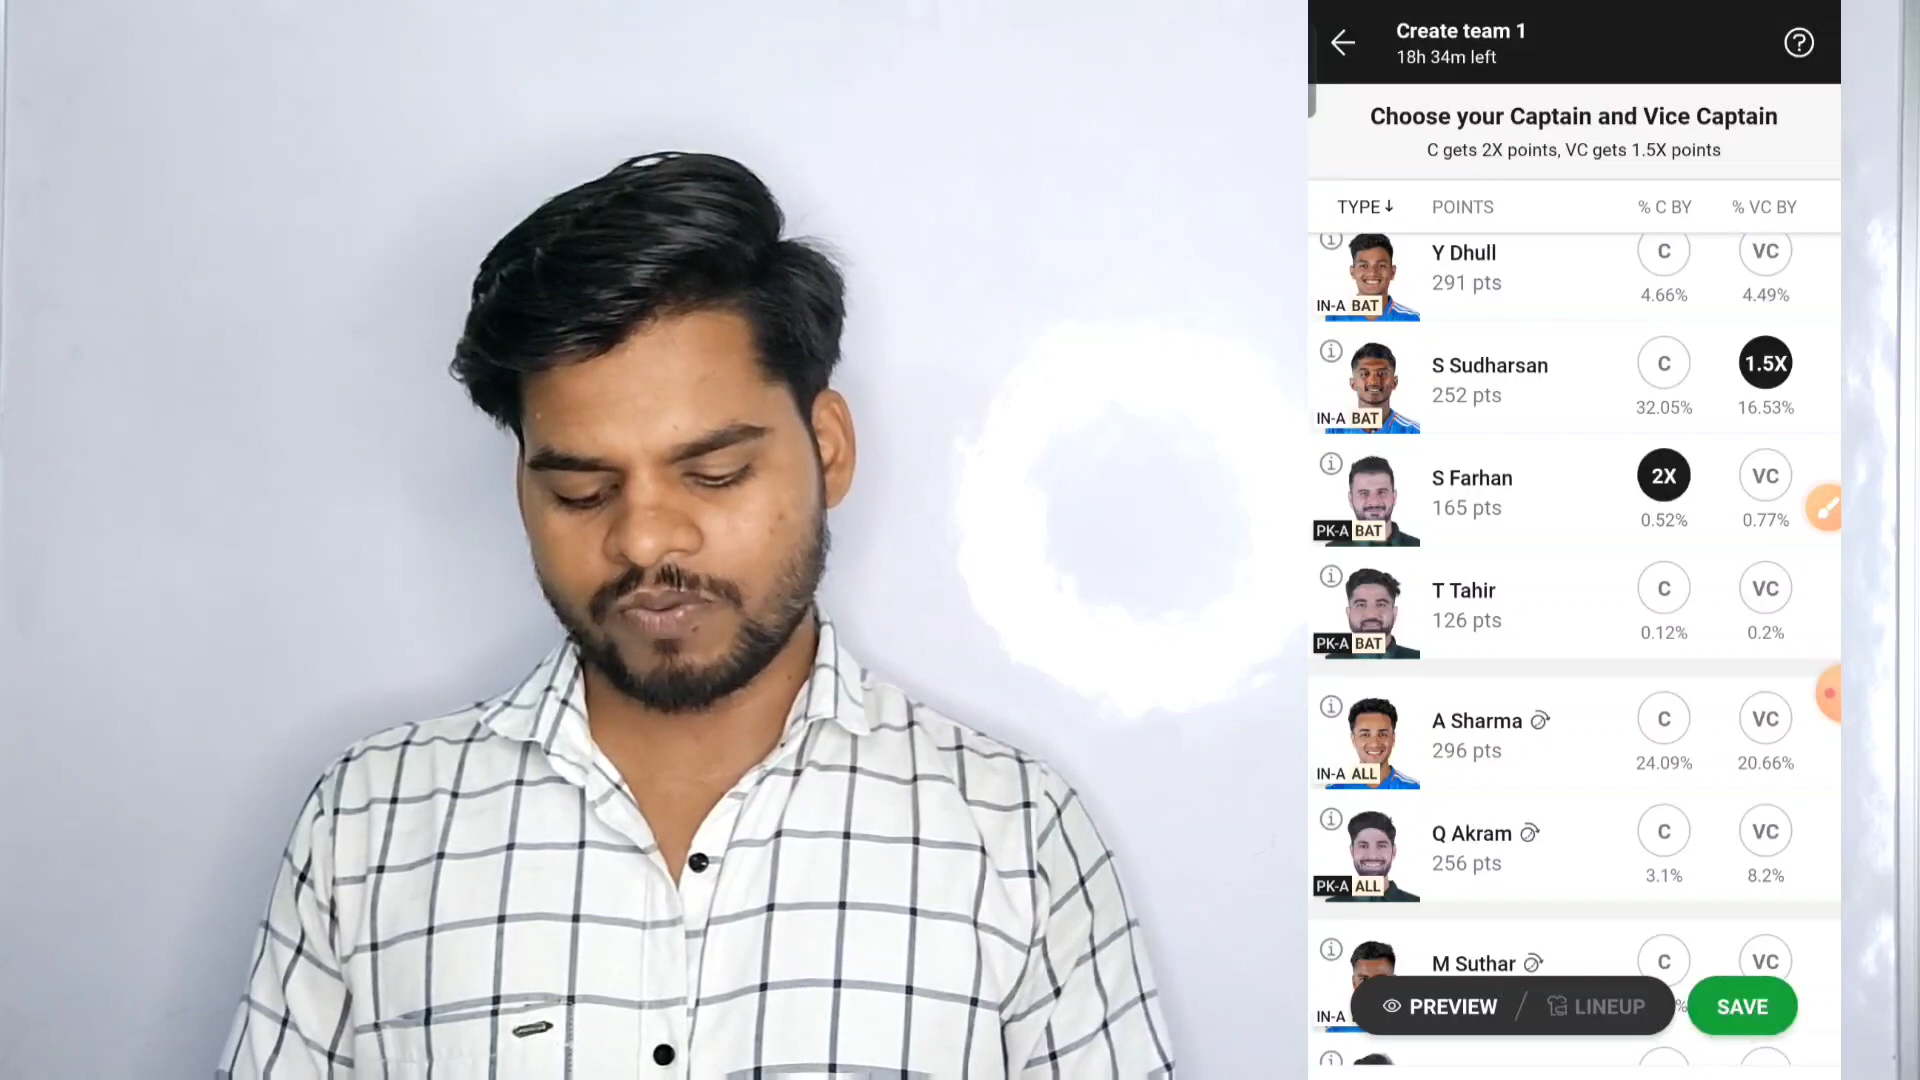 Create team 1
18h 34m left
Choose your Captain and Vice Captain
C gets 2X points, VC gets 1.5X points
TYPE↓ POINTS % C BY % VC BY
Y Dhull C VC
291 pts 4.66% 4.49%
IN-A BAT
S Sudharsan C 1.5X
252 pts 32.05% 16.53%
IN-A BAT
S Farhan 2X VC
165 pts 0.52% 0.77%
PK-A BAT
T Tahir C VC
126 pts 0.12% 0.2%
PK-A BAT
A Sharma C VC
296 pts 24.09% 20.66%
IN-A ALL
Q Akram C VC
256 pts 3.1% 8.2%
PK-A ALL
M Suthar C VC
IN-A
PREVIEW / LINEUP % SAVE